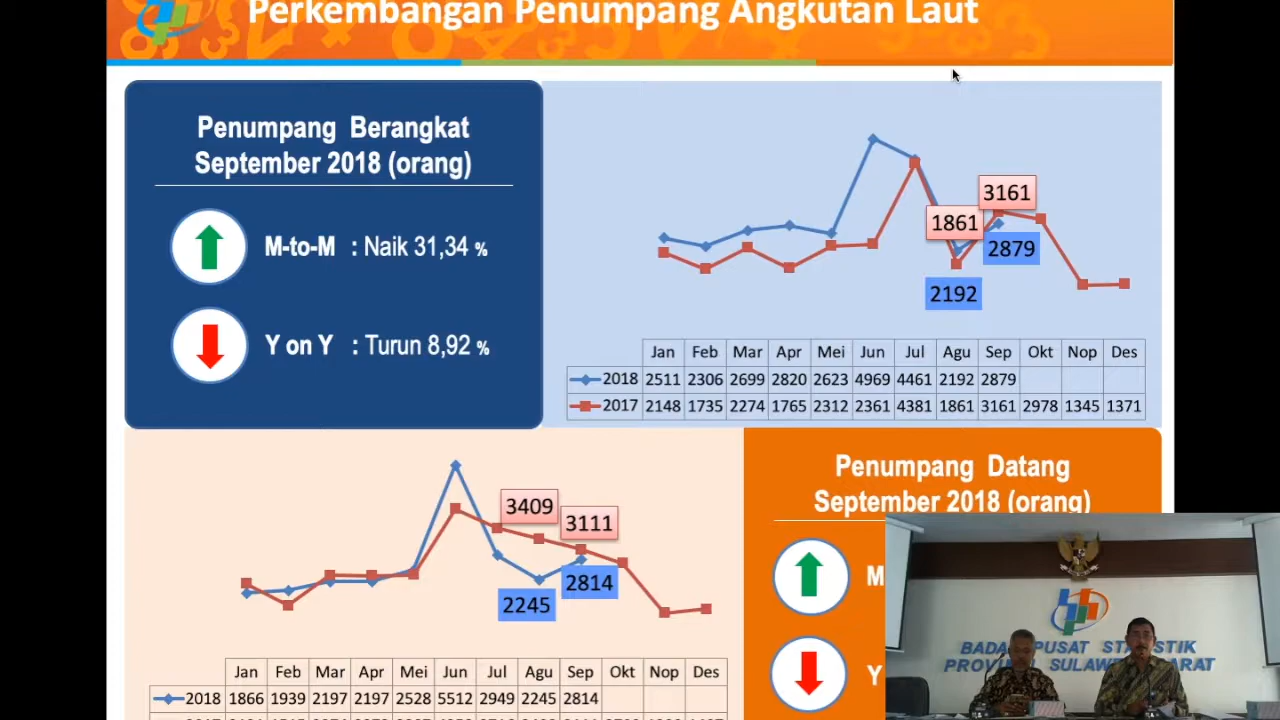 Perkembangan Penumpang Angkutan Laut
Penumpang Berangkat
September 2018 (orang)
M-to-M : Naik 31,34 %
Y on Y : Turun 8,92 %
3161
1861
2879
2192
Jan Feb Mar Apr Mei Jun Jul Agu Sep Okt Nop Des
2018 2511 2306 2699 2820 2623 4969 4461 2192 2879
2017 2148 1735 2274 1765 2312 2361 4381 1861 3161 2978 1345 1371
3409
3111
2814
2245
Jan Feb Mar Apr Mei Jun Jul Agu Sep Okt Nop Des
2018 1866 1939 2197 2197 2528 5512 2949 2245 2814
Penumpang Datang
September 2018 (orang)
M
Y
BADAN PUSAT STATISTIK
PROVINSI SULAWESI BARAT